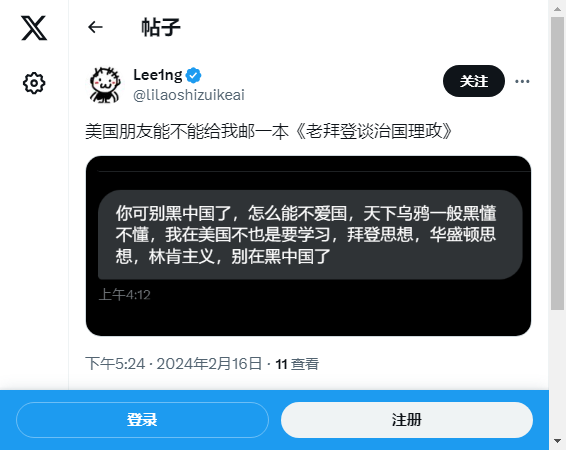 帖子
Lee1ng
@lilaoshizuikeai
关注
美国朋友能不能给我邮一本《老拜登谈治国理政》
你可别黑中国了，怎么能不爱国，天下乌鸦一般黑懂
不懂，我在美国不也是要学习，拜登思想，华盛顿思
想，林肯主义，别在黑中国了
上午4:12
下午5:24 · 2024年2月16日 · 11 查看
登录
注册